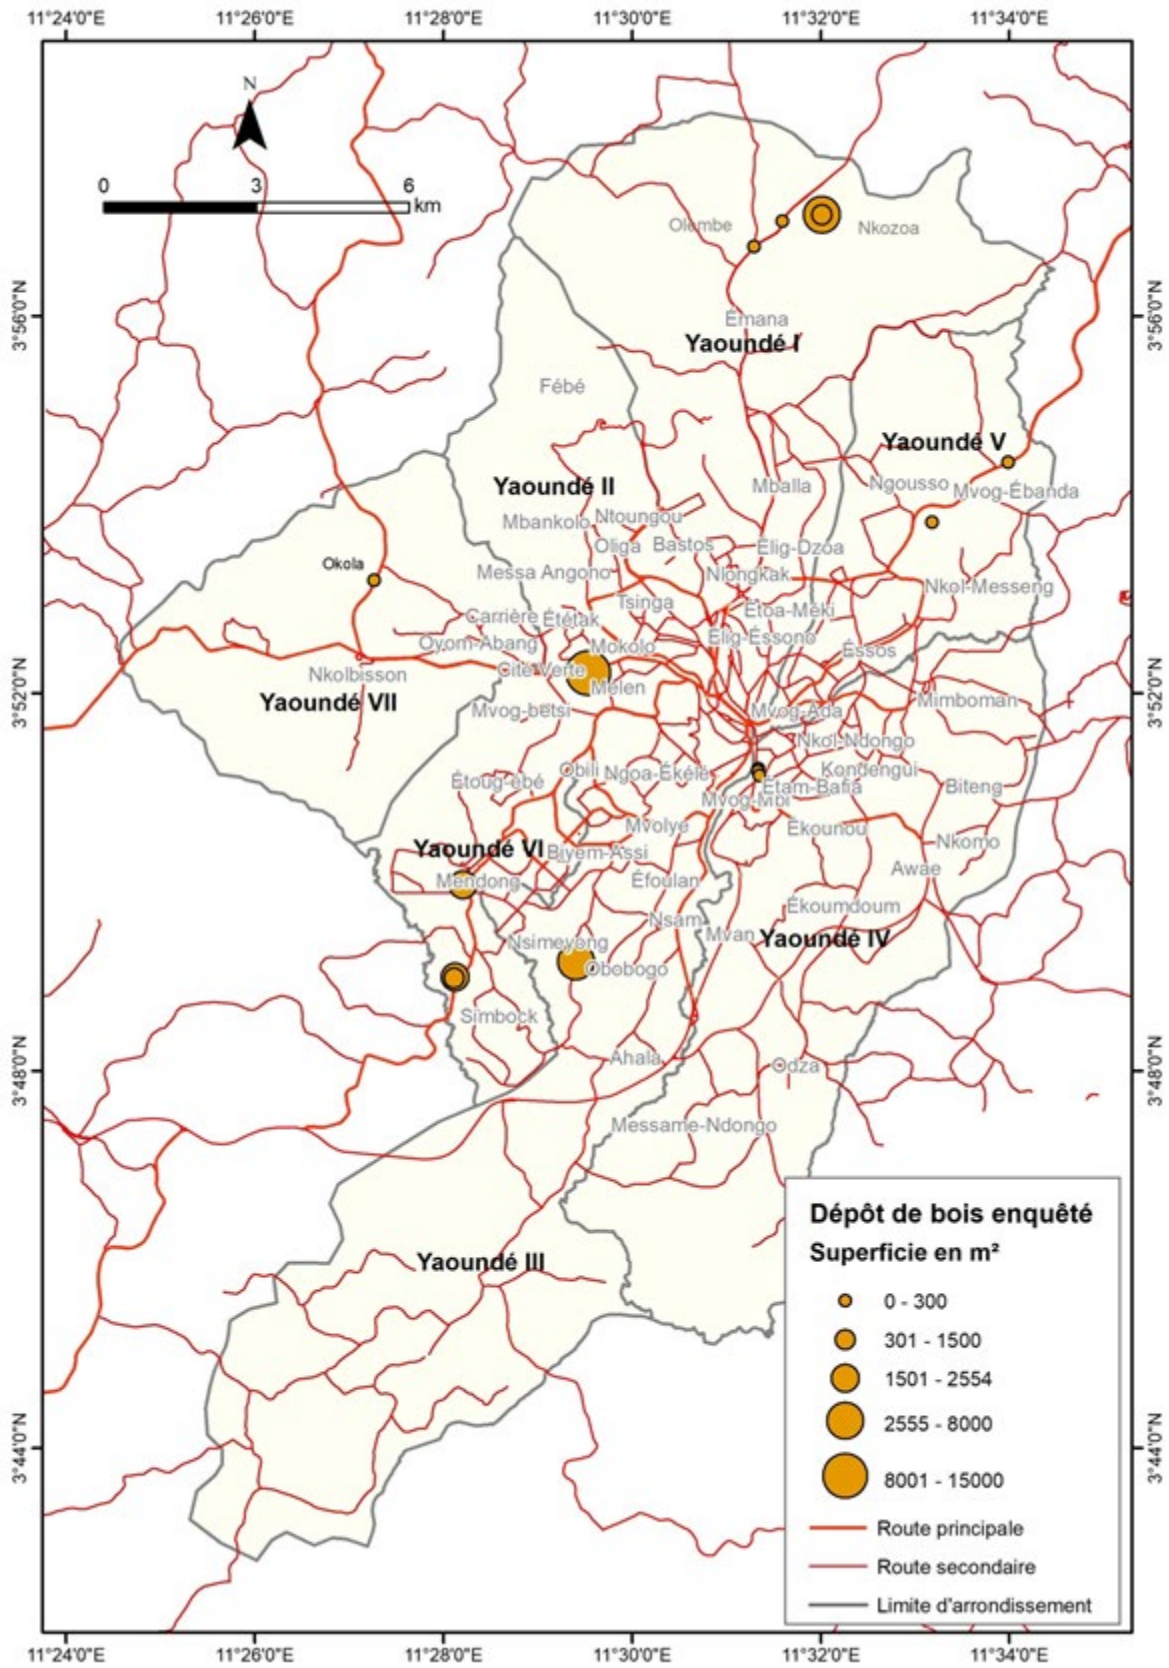 11°24'0"E
11°26'0"E
11°28'0"E
11°30'0"E
11°32'0"E
11°34'0"E
N
0 3 6
km
Olembe
Nkozoa
3°56'0"N
3°56'0"N
Émana
Yaoundé I
Fébé
Yaoundé V
Yaoundé II
Mballa
Ngousso
Mvog-Ébanda
Mbankolo
Ntoungou
Oliga
Bastos
Élig-Dzoa
Okola
Messa Angono
Nlongkak
Nkol-Messeng
Tsinga
Etoa-Meki
Carrière
Ététak
Élig-Éssono
Oyom-Abang
Mokolo
Éssos
Cité Verte
Nkolbisson
Melen
3°52'0"N
3°52'0"N
Yaoundé VII
Mimboman
Mvog-betsi
Mvog-Ada
Nkol-Ndongo
Étoug-ébé
Obili
Ngoa-Ékélé
Kondengui
Étam-Bafia
Biteng
Mvog-Mbi
Mvolye
Ékounou
Nkomo
Yaoundé VI
Biyem-Assi
Awae
Mendong
Éfoulan
Ékoumdoum
Nsam
Mvan
Yaoundé IV
Nsimeyong
Obobogo
Simbock
Ahala
Odza
3°48'0"N
3°48'0"N
Messame-Ndongo
Yaoundé III
Dépôt de bois enquêté
Superficie en m²
0 - 300
301 - 1500
1501 - 2554
2555 - 8000
8001 - 15000
Route principale
Route secondaire
Limite d'arrondissement
3°44'0"N
3°44'0"N
11°24'0"E
11°26'0"E
11°28'0"E
11°30'0"E
11°32'0"E
11°34'0"E